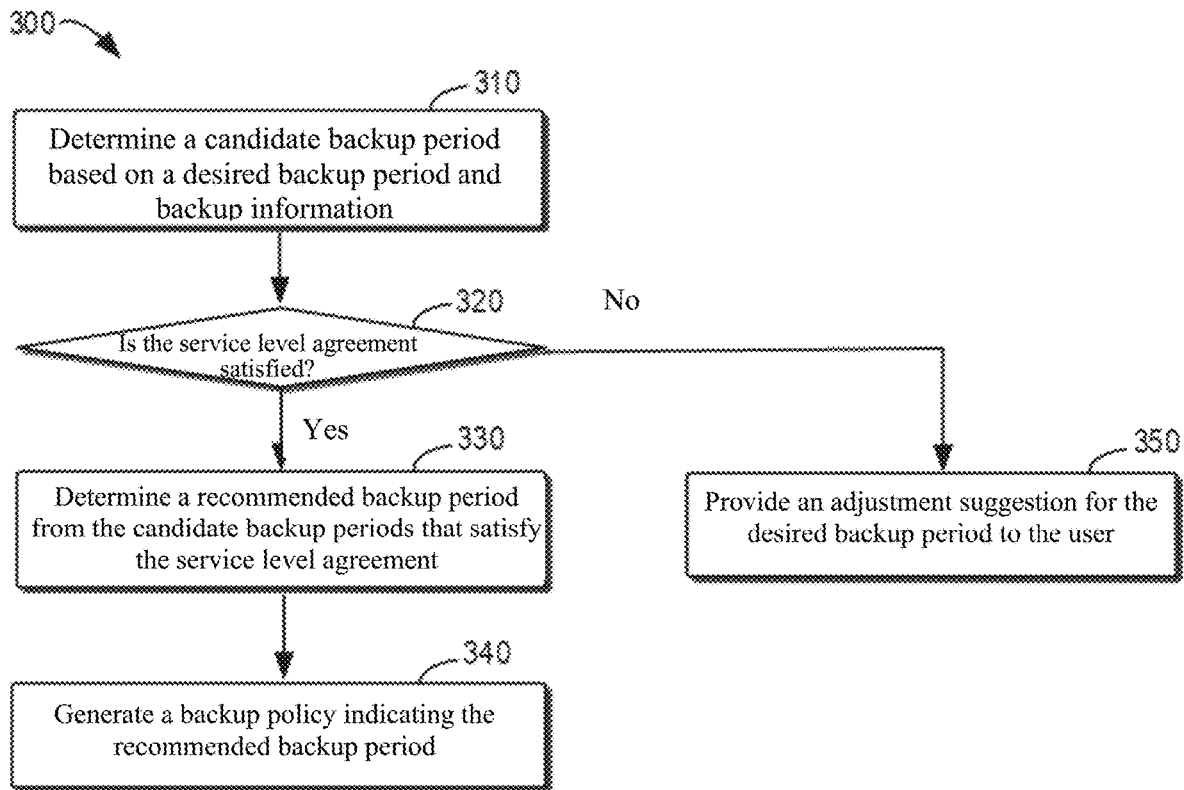 300
310
Determine a candidate backup period
based on a desired backup period and
backup information
320
No
Is the service level agreement
satisfied?
Yes
330
350
Determine a recommended backup period
from the candidate backup periods that satisfy
the service level agreement
Provide an adjustment suggestion for the
desired backup period to the user
340
Generate a backup policy indicating the
recommended backup period